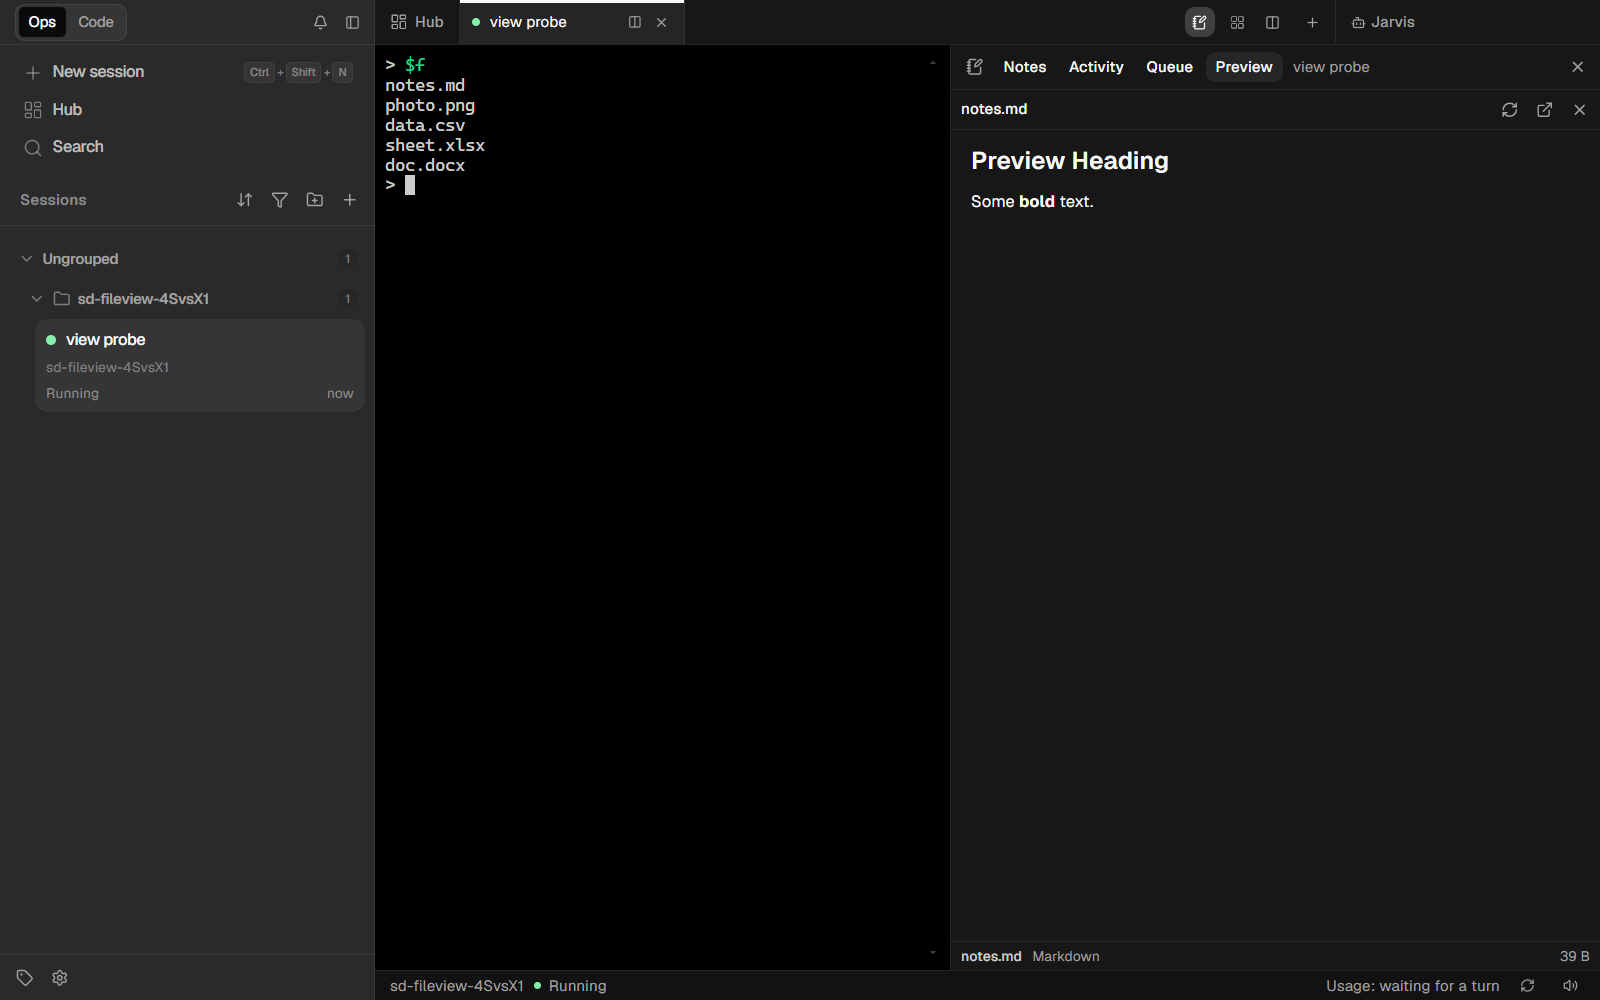 Ops Code
New session Ctrl + Shift + N
Hub
Search
Sessions
Ungrouped 1
sd-fileview-4SvsX1 1
view probe
sd-fileview-4SvsX1
Running now
Hub view probe Jarvis
> $f
notes.md
photo.png
data.csv
sheet.xlsx
doc.docx
>
Notes Activity Queue Preview view probe
notes.md
Preview Heading
Some bold text.
notes.md Markdown 39 B
sd-fileview-4SvsX1 Running Usage: waiting for a turn